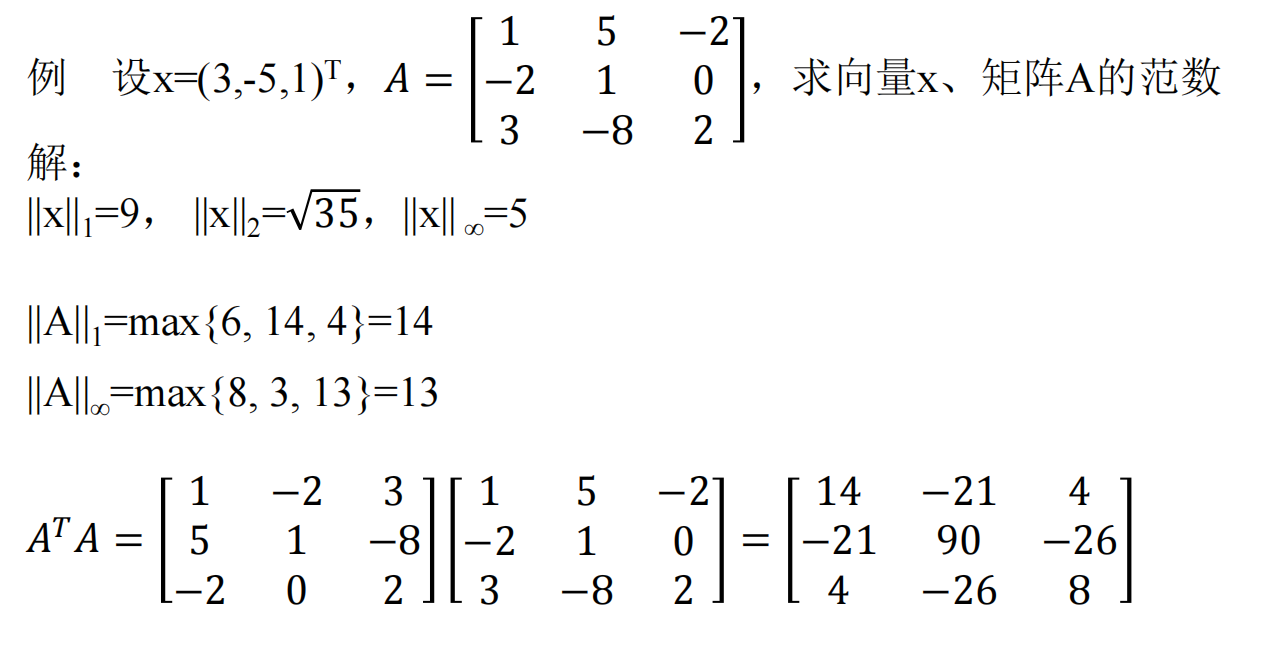 例 设x=(3,-5,1)ᵀ，A = [1 5 −2; −2 1 0; 3 −8 2]，求向量x、矩阵A的范数
解：
||x||₁=9， ||x||₂=√35，||x|| ∞=5
||A||₁=max{6, 14, 4}=14
||A||∞=max{8, 3, 13}=13
AᵀA = [1 −2 3; 5 1 −8; −2 0 2] [1 5 −2; −2 1 0; 3 −8 2] = [14 −21 4; −21 90 −26; 4 −26 8]